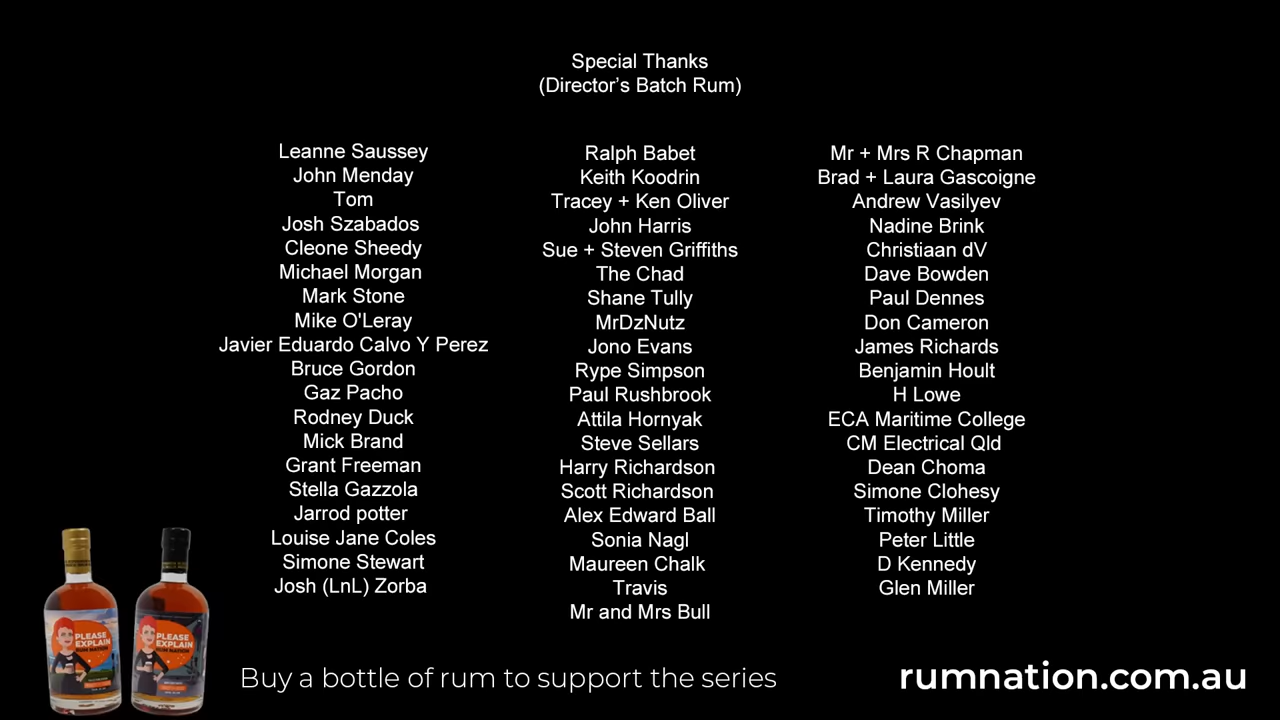 Special Thanks
(Director's Batch Rum)
Leanne Saussey
John Menday
Tom
Josh Szabados
Cleone Sheedy
Michael Morgan
Mark Stone
Mike O'Leray
Javier Eduardo Calvo Y Perez
Bruce Gordon
Gaz Pacho
Rodney Duck
Mick Brand
Grant Freeman
Stella Gazzola
Jarrod potter
Louise Jane Coles
Simone Stewart
Josh (LnL) Zorba
Ralph Babet
Keith Koodrin
Tracey + Ken Oliver
John Harris
Sue + Steven Griffiths
The Chad
Shane Tully
MrDzNutz
Jono Evans
Rype Simpson
Paul Rushbrook
Attila Hornyak
Steve Sellars
Harry Richardson
Scott Richardson
Alex Edward Ball
Sonia Nagl
Maureen Chalk
Travis
Mr and Mrs Bull
Mr + Mrs R Chapman
Brad + Laura Gascoigne
Andrew Vasilyev
Nadine Brink
Christiaan dV
Dave Bowden
Paul Dennes
Don Cameron
James Richards
Benjamin Hoult
H Lowe
ECA Maritime College
CM Electrical Qld
Dean Choma
Simone Clohesy
Timothy Miller
Peter Little
D Kennedy
Glen Miller
PLEASE
EXPLAIN
RUM NATION
PLEASE
EXPLAIN
RUM NATION
Buy a bottle of rum to support the series
rumnation.com.au